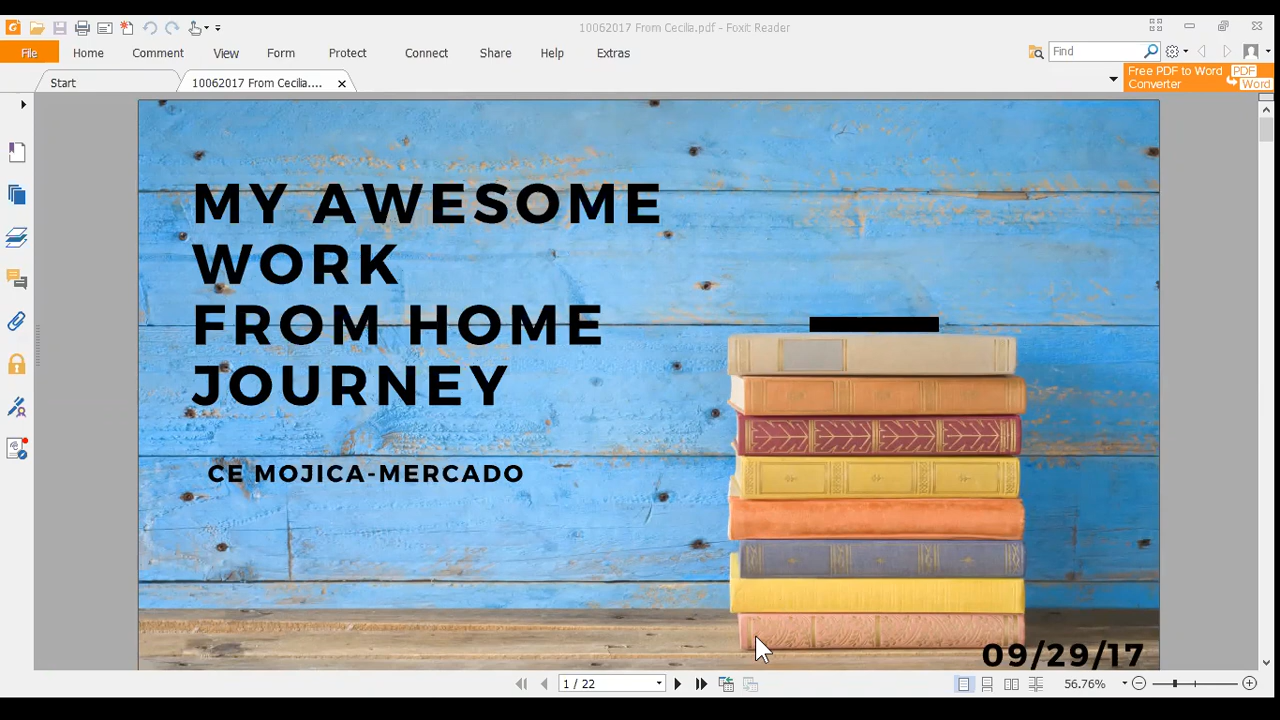 10062017 From Cecilia.pdf - Foxit Reader
File Home Comment View Form Protect Connect Share Help Extras
Find
Start
10062017 From Cecilia....
Free PDF to Word
Converter
PDF
Word
MY AWESOME
WORK
FROM HOME
JOURNEY
CE MOJICA-MERCADO
09/29/17
1 / 22
56.76%